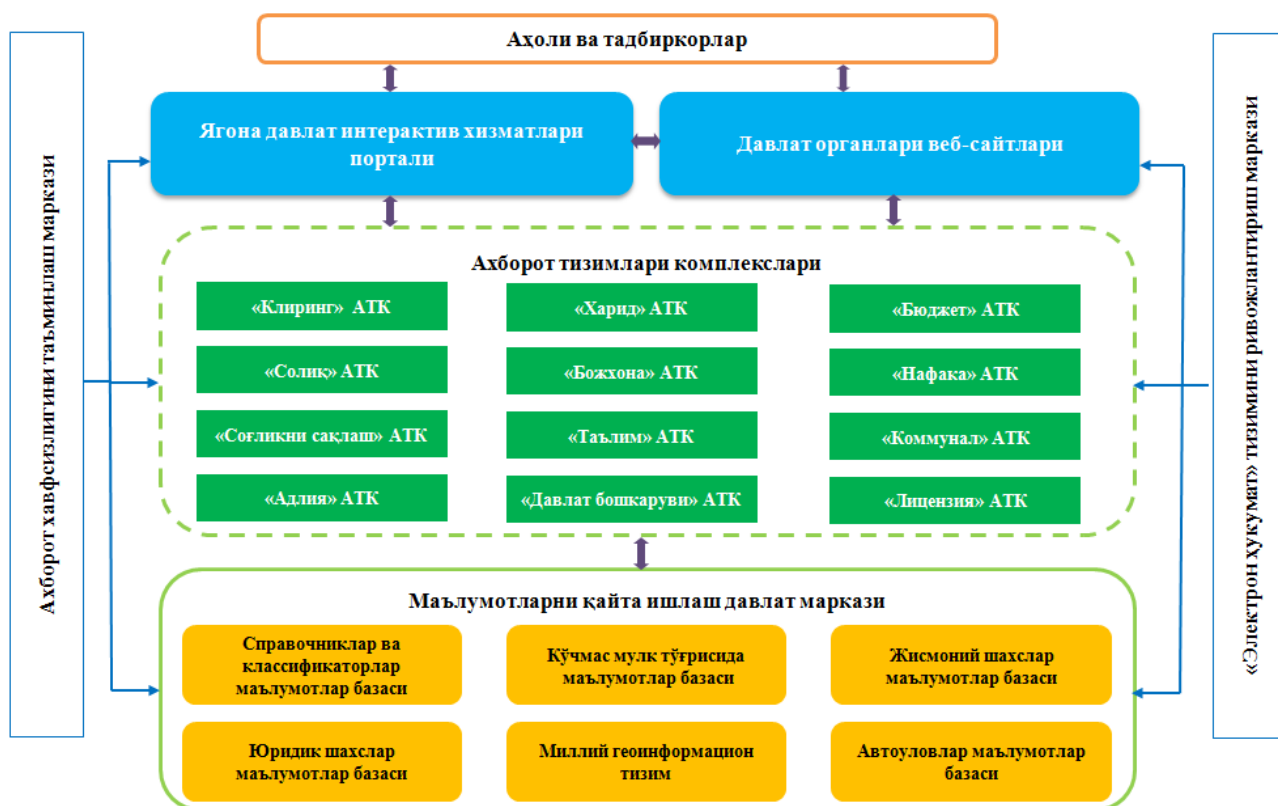 Аҳоли ва тадбиркорлар
Ахборот хавфсизлигини таъминлаш маркази
Ягона давлат интерактив хизматлари
портали
Давлат органлари веб-сайтлари
«Электрон ҳукумат» тизимини ривожлантириш маркази
Ахборот тизимлари комплекслари
«Клиринг» АТК
«Харид» АТК
«Бюджет» АТК
«Солиқ» АТК
«Божхона» АТК
«Нафака» АТК
«Соғликни сақлаш» АТК
«Таълим» АТК
«Коммунал» АТК
«Адлия» АТК
«Давлат бошкаруви» АТК
«Лицензия» АТК
Маълумотларни қайта ишлаш давлат маркази
Справочниклар ва
классификаторлар
маълумотлар базаси
Кўчмас мулк тўғрисида
маълумотлар базаси
Жисмоний шахслар
маълумотлар базаси
Юридик шахслар
маълумотлар базаси
Миллий геоинформацион
тизим
Автоуловлар маълумотлар
базаси